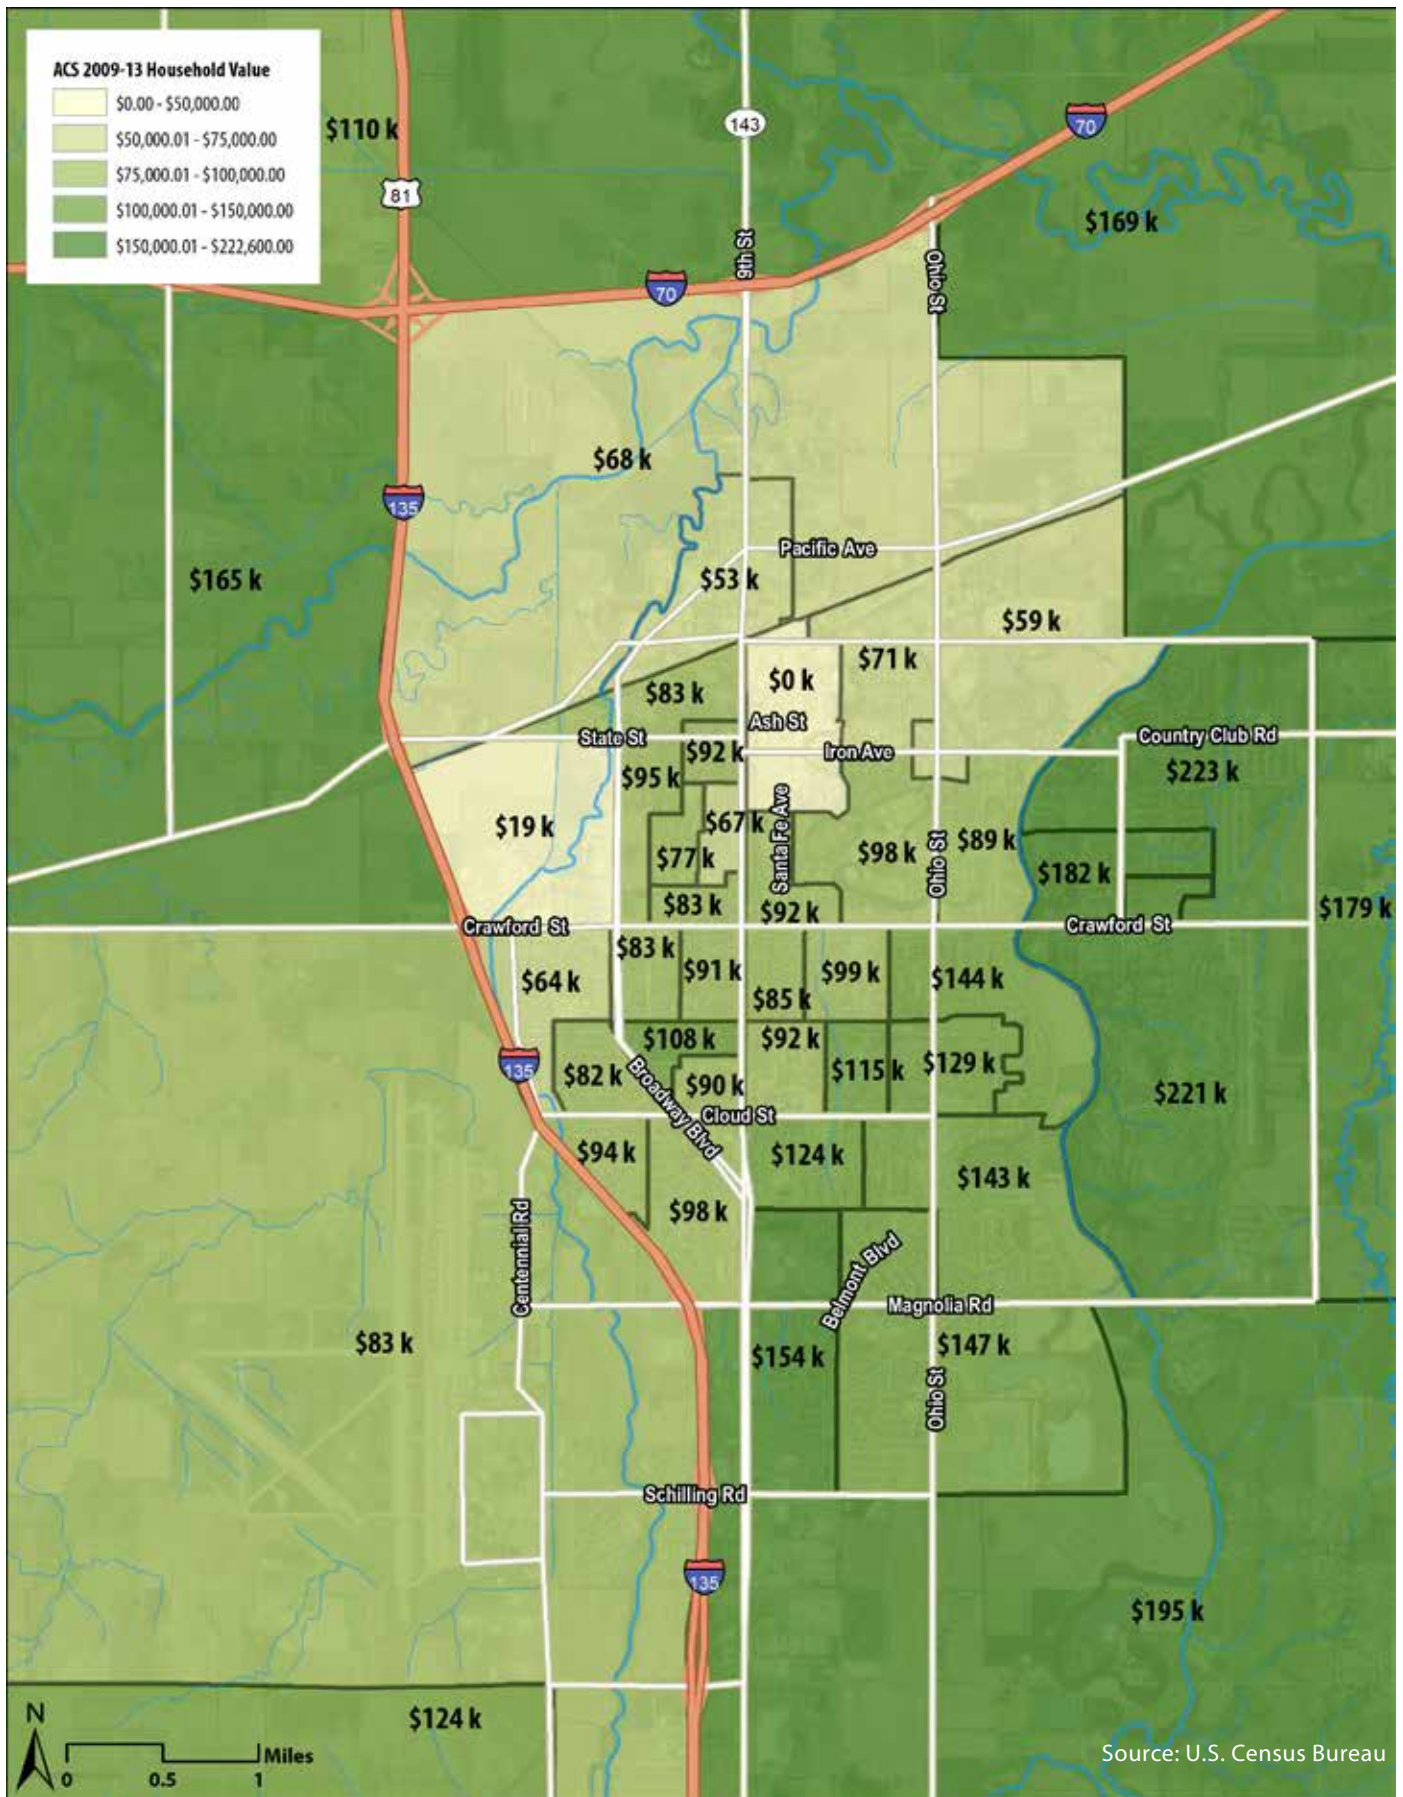 ACS 2009-13 Household Value
$0.00 - $50,000.00
$50,000.01 - $75,000.00
$75,000.01 - $100,000.00
$100,000.01 - $150,000.00
$150,000.01 - $222,600.00
$110 k
143
70
81
$169 k
9th St
Ohio St
70
$68 k
135
Pacific Ave
$165 k
$53 k
$59 k
$71 k
$0 k
$83 k
Ash St
State St
Country Club Rd
$92 k
Iron Ave
$95 k
$223 k
$19 k
$67 k
Santa Fe Ave
$89 k
$98 k
Ohio St
$77 k
$182 k
$83 k
$92 k
$179 k
Crawford St
Crawford St
$83 k
$91 k
$99 k
$64 k
$144 k
$85 k
$108 k
$92 k
135
$82 k
$90 k
$115 k
$129 k
$221 k
Broadway Blvd
Cloud St
$94 k
$124 k
$143 k
$98 k
Centennial Rd
Belmont Blvd
Magnolia Rd
$83 k
$154 k
$147 k
Ohio St
Schilling Rd
135
$195 k
$124 k
N
Miles
0 0.5 1
Source: U.S. Census Bureau